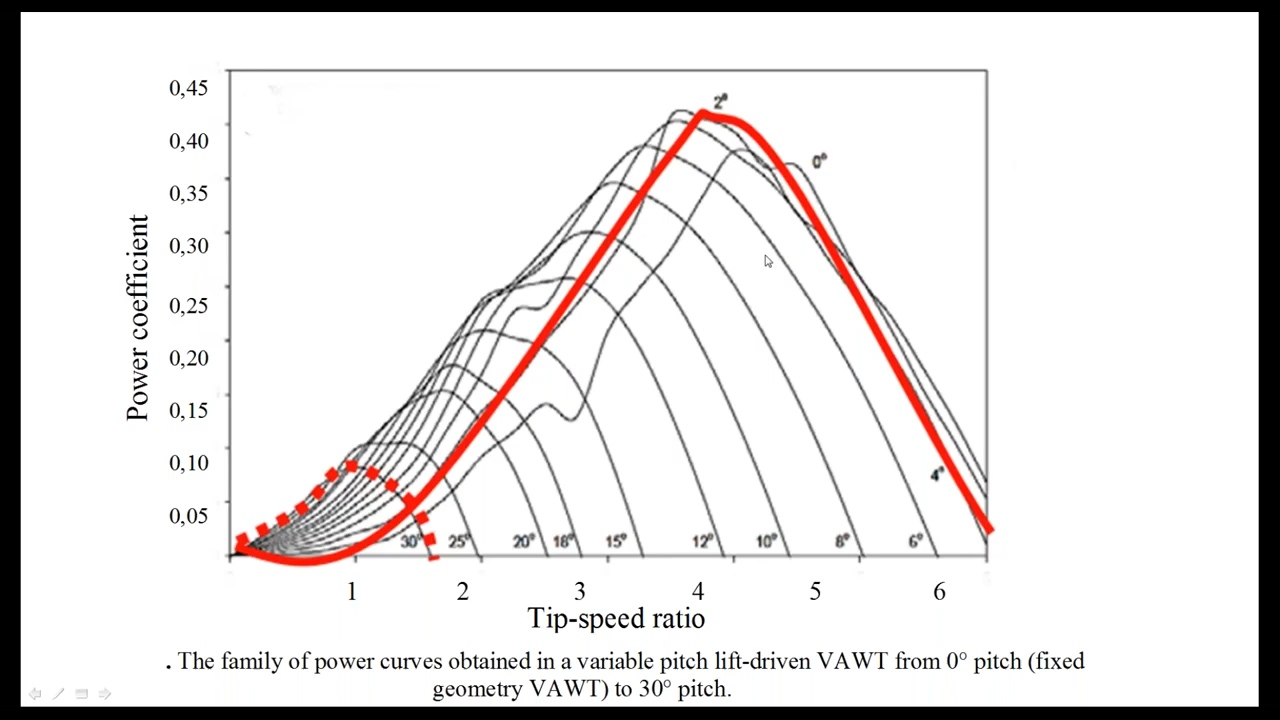 0,45
0,40
0,35
0,30
0,25
0,20
0,15
0,10
0,05
Power coefficient
2°
0°
4°
30° 25° 20° 18° 15° 12° 10° 8° 6°
1 2 3 4 5 6
Tip-speed ratio
. The family of power curves obtained in a variable pitch lift-driven VAWT from 0° pitch (fixed
geometry VAWT) to 30° pitch.